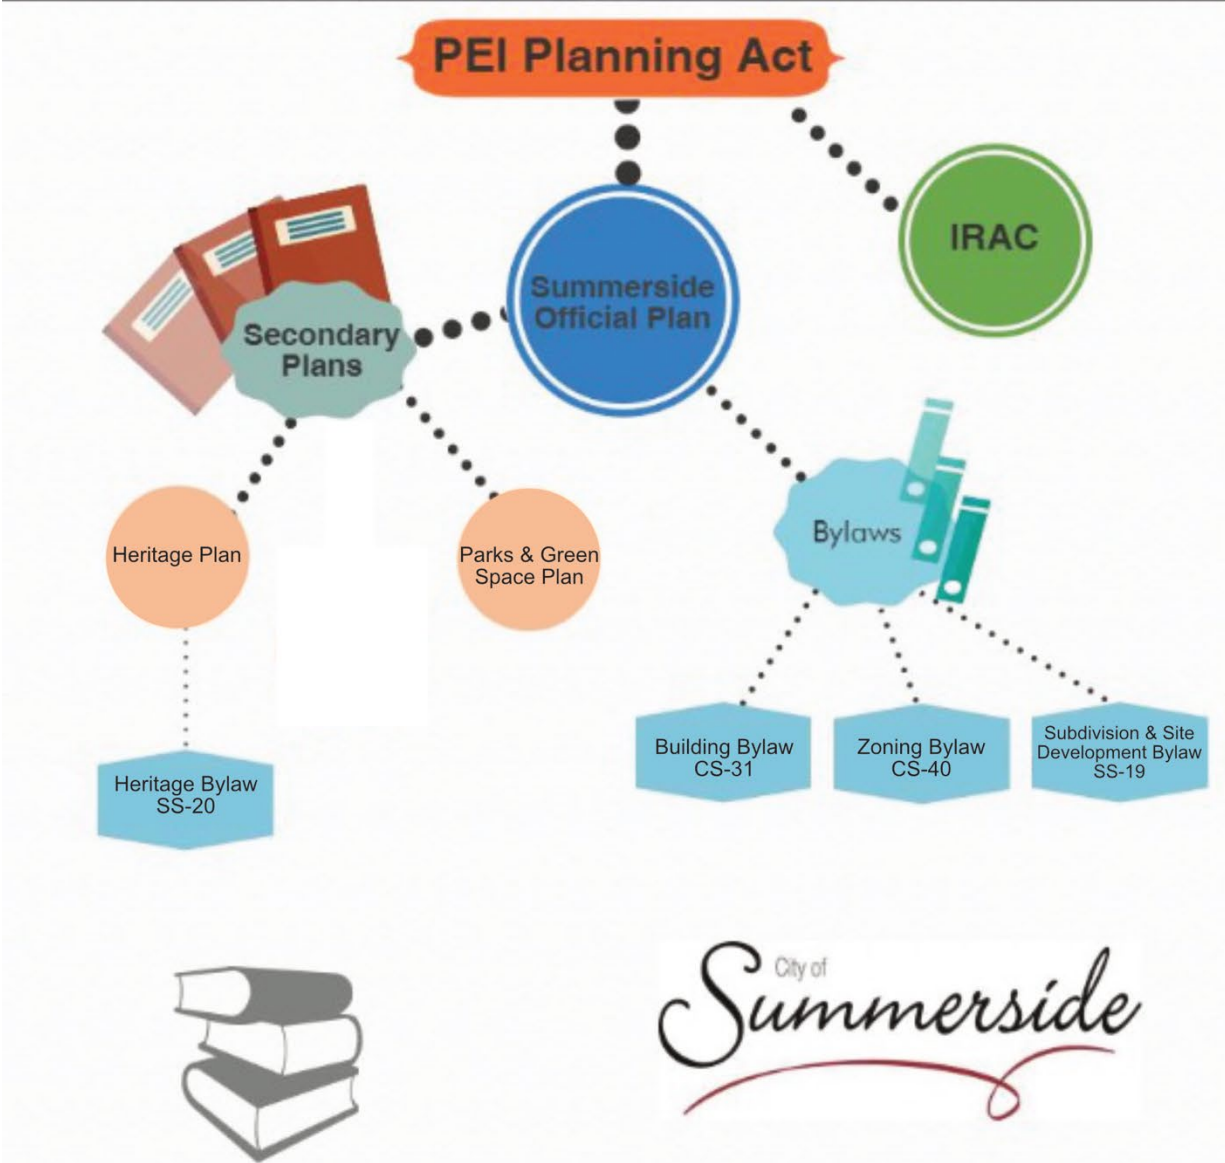 PEI Planning Act
IRAC
Summerside
Official Plan
Secondary
Plans
Bylaws
Heritage Plan
Parks & Green
Space Plan
Building Bylaw
CS-31
Zoning Bylaw
CS-40
Subdivision & Site
Development Bylaw
SS-19
Heritage Bylaw
SS-20
City of
Summerside